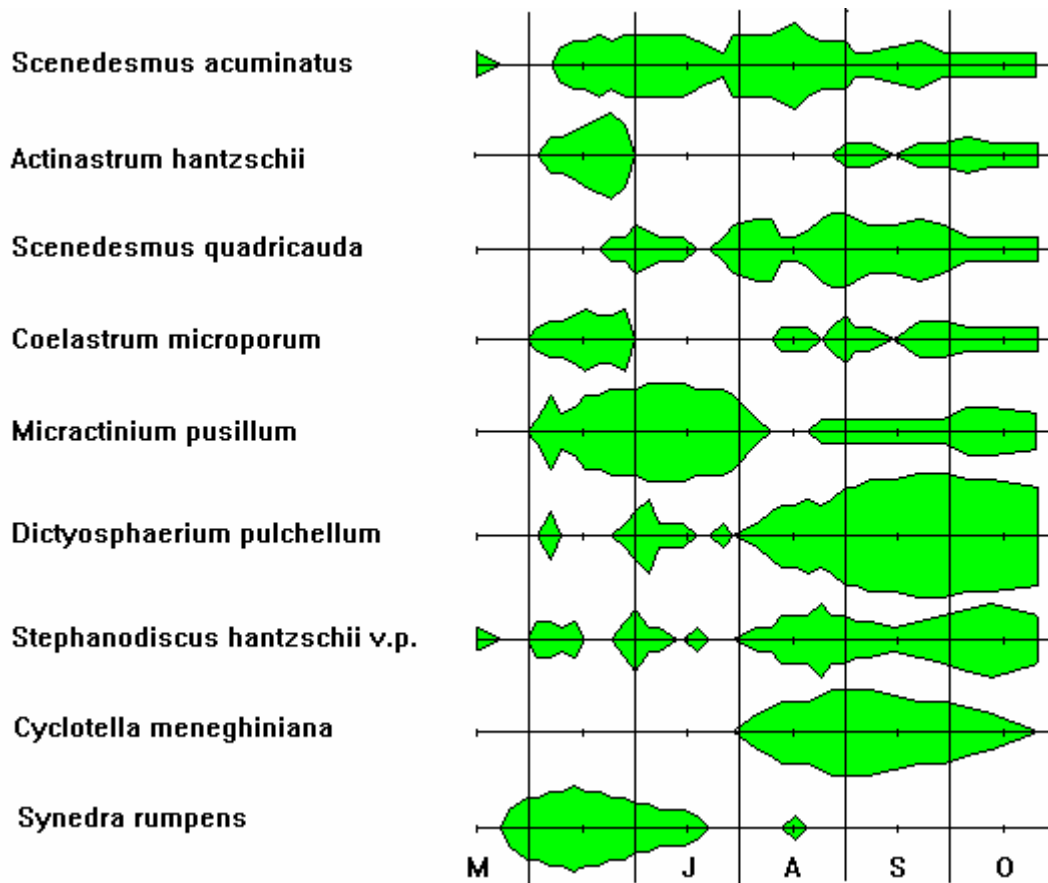 Scenedesmus acuminatus
Actinastrum hantzschii
Scenedesmus quadricauda
Coelastrum microporum
Micractinium pusillum
Dictyosphaerium pulchellum
Stephanodiscus hantzschii v.p.
Cyclotella meneghiniana
Synedra rumpens
M J A S O